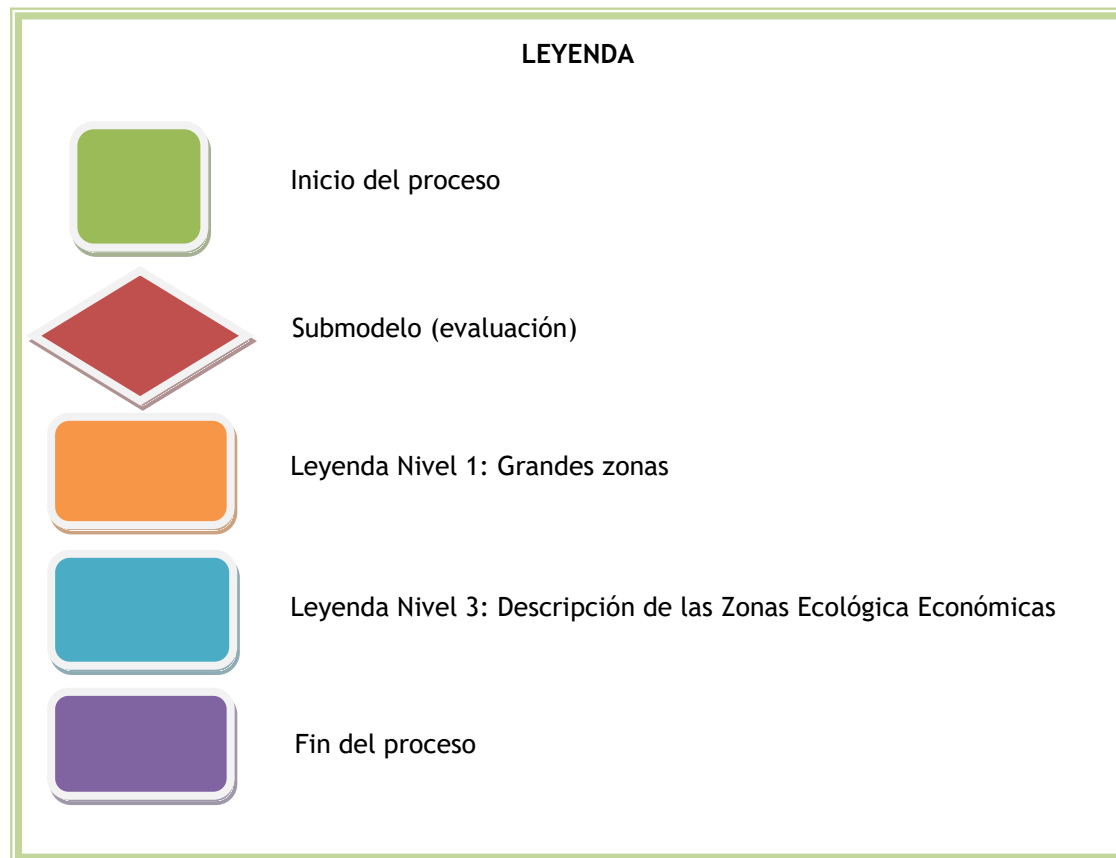 LEYENDA
Inicio del proceso
Submodelo (evaluación)
Leyenda Nivel 1: Grandes zonas
Leyenda Nivel 3: Descripción de las Zonas Ecológica Económicas
Fin del proceso